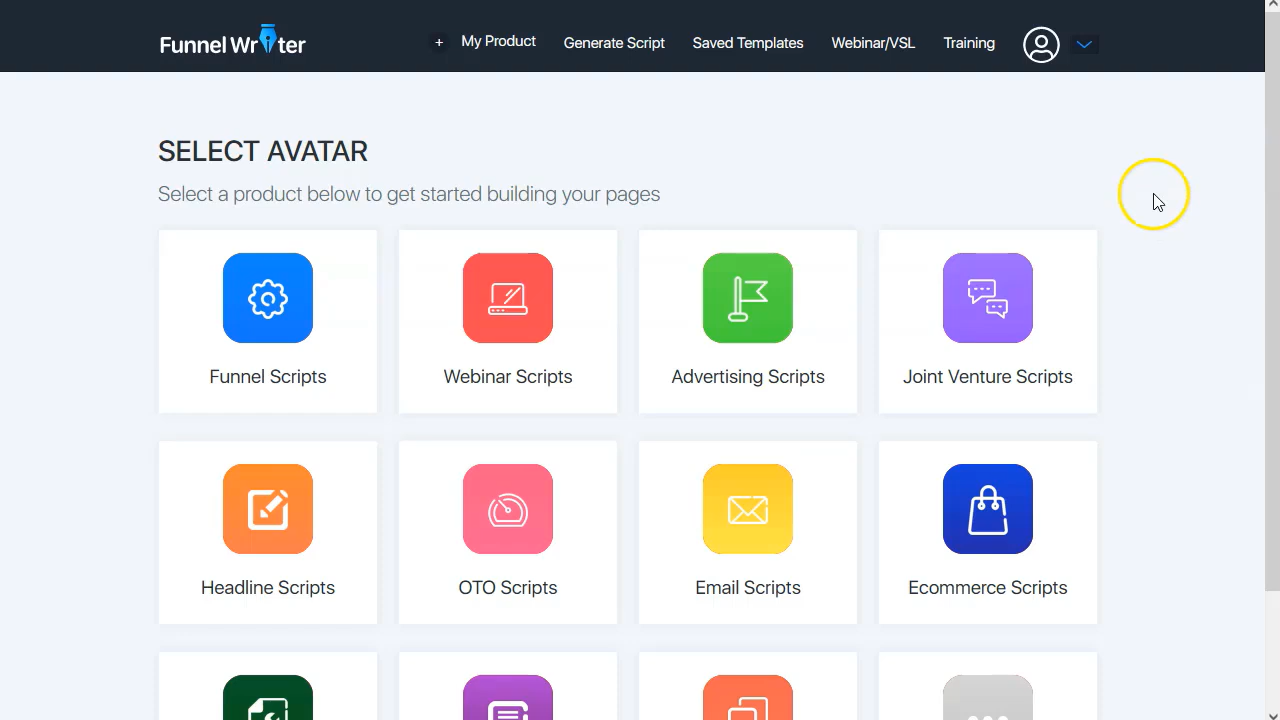 Funnel Writer
+ My Product Generate Script Saved Templates Webinar/VSL Training
SELECT AVATAR
Select a product below to get started building your pages
Funnel Scripts Webinar Scripts Advertising Scripts Joint Venture Scripts
Headline Scripts OTO Scripts Email Scripts Ecommerce Scripts